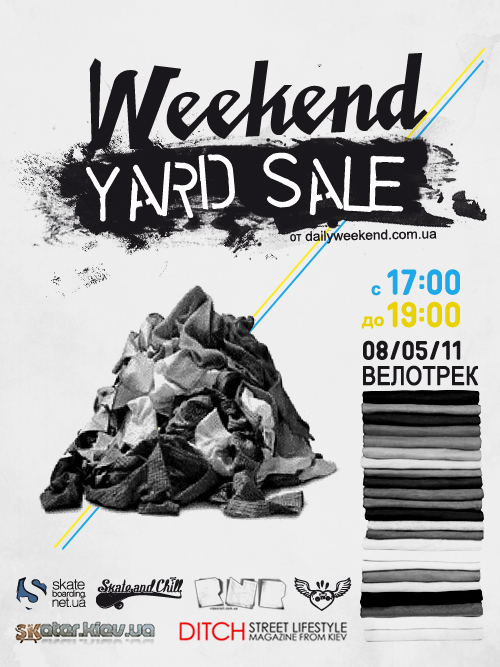 Weekend
YARD SALE
от dailyweekend.com.ua
с 17:00
до 19:00
08/05/11
ВЕЛОТРЕК
skate
boarding.
net.ua
Skate and Chill
skater.kiev.ua
DITCH STREET LIFESTYLE
MAGAZINE FROM KIEV